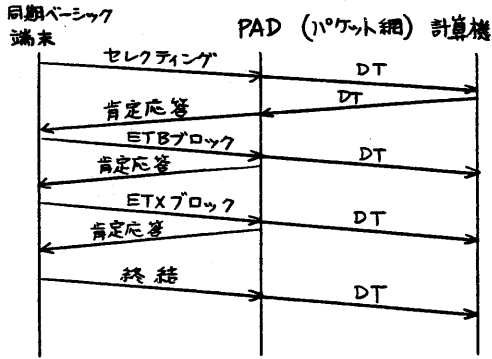 同期ベーシック
端末
PAD (パケット網) 計算機
セレクティング
DT
DT
肯定応答
ETBブロック
DT
肯定応答
ETXブロック
DT
肯定応答
終結
DT